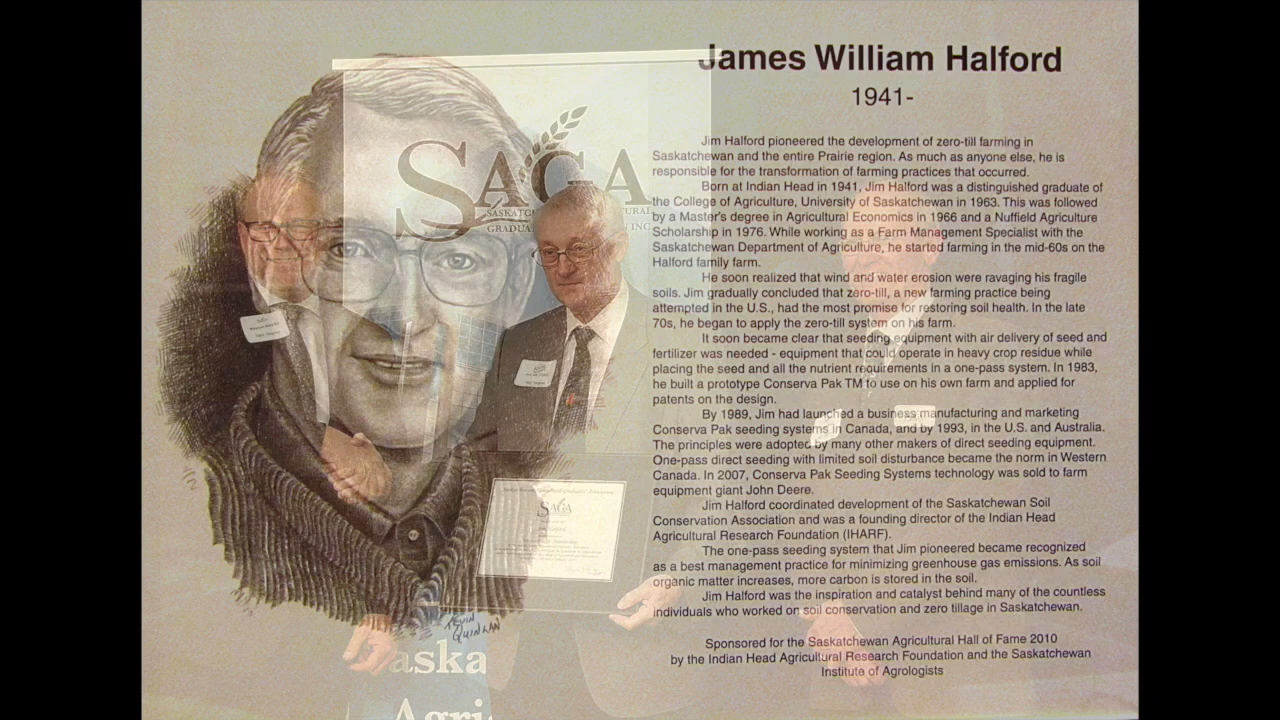 James William Halford
1941-
Jim Halford pioneered the development of zero-till farming in
Saskatchewan and the entire Prairie region. As much as anyone else, he is
responsible for the transformation of farming practices that occurred.
Born at Indian Head in 1941, Jim Halford was a distinguished graduate of
the College of Agriculture, University of Saskatchewan in 1963. This was followed
by a Master's degree in Agricultural Economics in 1966 and a Nuffield Agriculture
Scholarship in 1976. While working as a Farm Management Specialist with the
Saskatchewan Department of Agriculture, he started farming in the mid-60s on the
Halford family farm.
He soon realized that wind and water erosion were ravaging his fragile
soils. Jim gradually concluded that zero-till, a new farming practice being
attempted in the U.S., had the most promise for restoring soil health. In the late
70s, he began to apply the zero-till system on his farm.
It soon became clear that seeding equipment with air delivery of seed and
fertilizer was needed - equipment that could operate in heavy crop residue while
placing the seed and all the nutrient requirements in a one-pass system. In 1983,
he built a prototype Conserva Pak TM to use on his own farm and applied for
patents on the design.
By 1989, Jim had launched a business manufacturing and marketing
Conserva Pak seeding systems in Canada, and by 1993, in the U.S. and Australia.
The principles were adopted by many other makers of direct seeding equipment.
One-pass direct seeding with limited soil disturbance became the norm in Western
Canada. In 2007, Conserva Pak Seeding Systems technology was sold to farm
equipment giant John Deere.
Jim Halford coordinated development of the Saskatchewan Soil
Conservation Association and was a founding director of the Indian Head
Agricultural Research Foundation (IHARF).
The one-pass seeding system that Jim pioneered became recognized
as a best management practice for minimizing greenhouse gas emissions. As soil
organic matter increases, more carbon is stored in the soil.
Jim Halford was the inspiration and catalyst behind many of the countless
individuals who worked on soil conservation and zero tillage in Saskatchewan.
Sponsored for the Saskatchewan Agricultural Hall of Fame 2010
by the Indian Head Agricultural Research Foundation and the Saskatchewan
Institute of Agrologists
SAGA
INC
SAGA
KEVIN
QUINLAN
aska
Agri